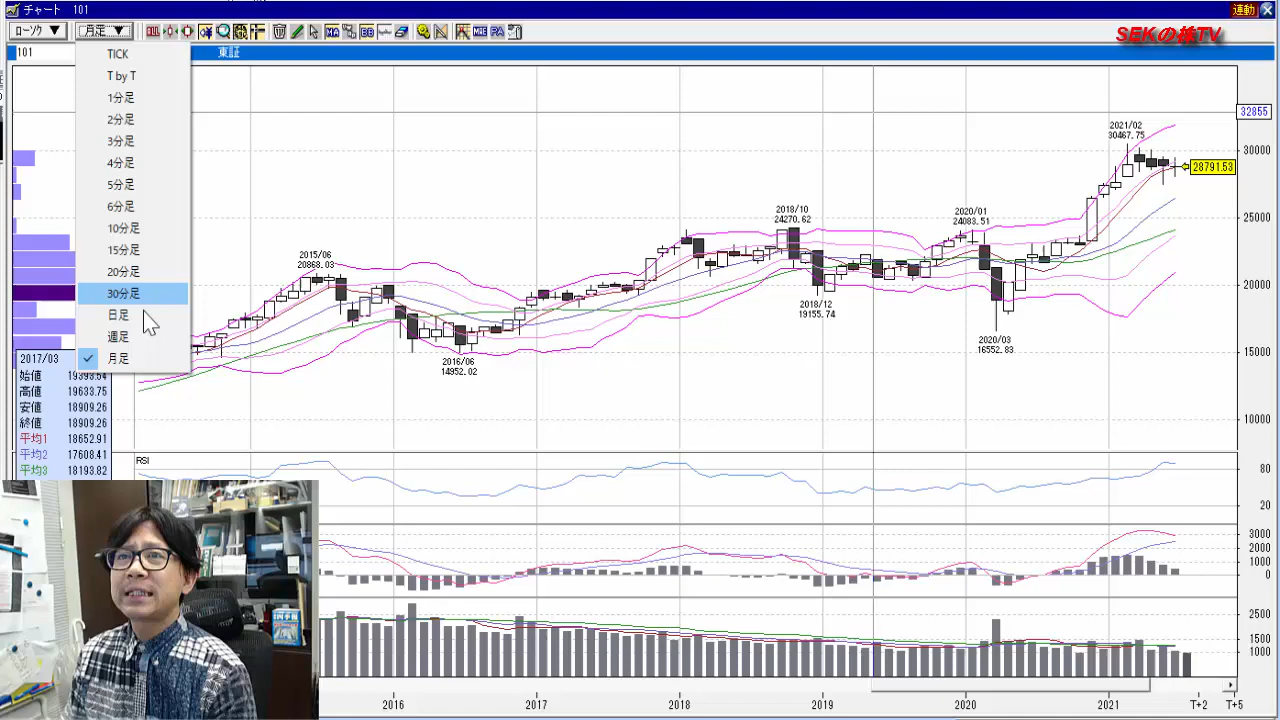 チャート 101
連動
ローソク ▼
月足 ▼
SEKの株TV
101
東証
TICK
T by T
1分足
2分足
3分足
4分足
5分足
6分足
10分足
15分足
20分足
30分足
日足
週足
月足
2017/03
始値 19393.54
高値 19633.75
安値 18909.26
終値 18909.26
平均1 18652.91
平均2 17608.41
平均3 18193.82
2015/06
20868.03
2016/06
14952.02
2018/10
24270.62
2018/12
19155.74
2020/01
24083.51
2020/03
16552.83
2021/02
30467.75
32855
30000
28791.53
25000
20000
15000
10000
RSI
80
20
3000
2000
1000
0
2500
1500
1000
2016
2017
2018
2019
2020
2021
T+2
T+5